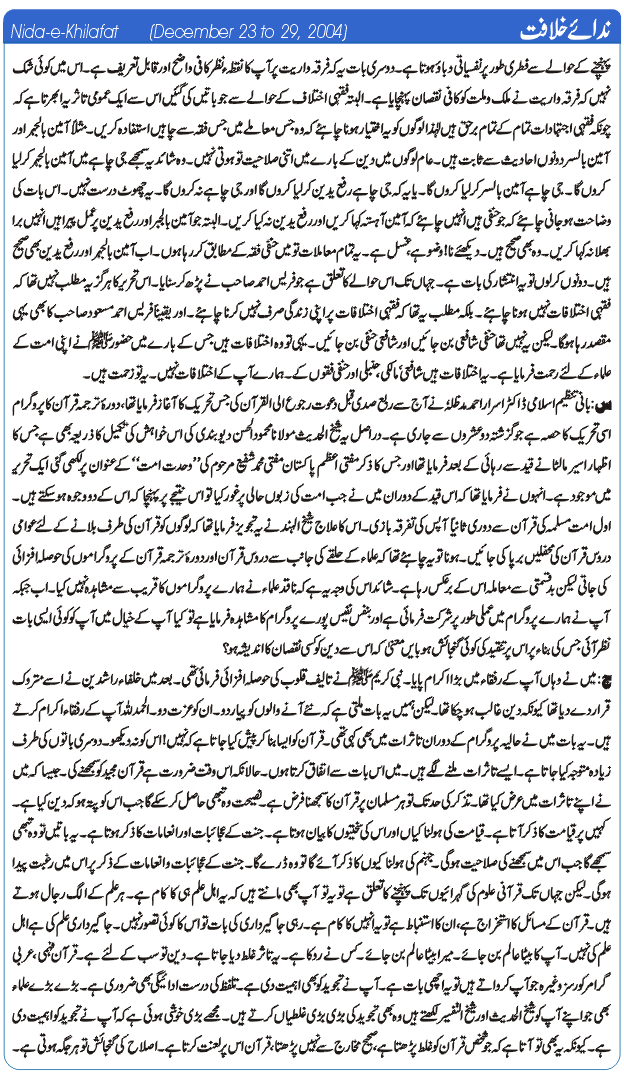 Nida-e-Khilafat (December 23 to 29, 2004) ندائے خلافت
پہنچنے کے حوالے سے فطری طور پر نفسیاتی دباؤ ہوتا ہے۔ دوسری بات یہ کہ فرقہ واریت پر آپ کا نقطۂ نظر کافی واضح اور قابل تعریف ہے۔ اس میں کوئی شک
نہیں کہ فرقہ واریت نے ملک و ملت کو کافی نقصان پہنچایا ہے۔ البتہ فقہی اختلاف کے حوالے سے جو باتیں کی گئیں اس سے ایک عمومی تاثر یہ ابھرتا ہے کہ
چونکہ فقہی اجتہادات تمام کے تمام برحق ہیں لہٰذا لوگوں کو یہ اختیار ہونا چاہئے کہ وہ جس معاملے میں جس فقہ سے چاہیں استفادہ کریں۔ مثلاً آمین بالجہر اور
آمین بالسر دونوں احادیث سے ثابت ہیں۔ عام لوگوں میں دین کے بارے میں اتنی صلاحیت تو ہوتی نہیں۔ وہ شائد یہ سمجھے جی چاہے میں آمین بالجہر کر لیا
کروں گا۔ جی چاہے آمین بالسر کر لیا کروں گا۔ یا یہ کہ جی چاہے رفع یدین کر لیا کروں گا اور جی چاہے نہ کروں گا۔ یہ چھوٹ درست نہیں۔ اس بات کی
وضاحت ہو جانی چاہئے کہ جو حنفی ہیں انہیں چاہئے کہ آمین آہستہ کہا کریں اور رفع یدین نہ کیا کریں۔ البتہ جو آمین بالجہر اور رفع یدین پر عمل پیرا ہیں انہیں برا
بھلا نہ کہا کریں۔ وہ بھی صحیح ہیں۔ دیکھئے نا! وضو ہے، غسل ہے۔ یہ تمام معاملات تو میں حنفی فقہ کے مطابق کر رہا ہوں۔ اب آمین بالجہر اور رفع یدین بھی صحیح
ہیں۔ دونوں کر لوں تو یہ انتشار کی بات ہے۔ جہاں تک اس حوالے کا تعلق ہے جو فریس احمد صاحب نے پڑھ کر سنایا۔ اس تحریر کا ہرگز یہ مطلب نہیں تھا کہ
فقہی اختلافات نہیں ہونا چاہئے۔ بلکہ مطلب یہ تھا کہ فقہی اختلافات پر اپنی زندگی صرف نہیں کرنا چاہئے۔ اور یقیناً فریس احمد مسعود صاحب کا بھی یہی
مقصد رہا ہوگا۔ لیکن یہ نہیں تھا حنفی شافعی بن جائیں اور شافعی حنفی بن جائیں۔ یہی تو وہ اختلافات ہیں جس کے بارے میں حضورﷺ نے اپنی امت کے
علماء کے لئے رحمت فرمایا ہے۔ یہ اختلافات ہیں شافعی، مالکی، حنبلی اور حنفی فقہوں کے۔ ہمارے آپ کے اختلافات نہیں۔ یہ تو زحمت ہیں۔
س: بانی تنظیم اسلامی ڈاکٹر اسرار احمد مدظلہٗ نے آج سے ربع صدی قبل دعوت رجوع الی القرآن کی جس تحریک کا آغاز فرمایا تھا، دورۂ ترجمہ قرآن کا پروگرام
اسی تحریک کا حصہ ہے جو گزشتہ دو عشروں سے جاری ہے۔ دراصل یہ شیخ الحدیث مولانا محمود الحسن دیوبندی کی اس خواہش کی تکمیل کا ذریعہ بھی ہے جس کا
اظہار اسیر مالٹا نے قید سے رہائی کے بعد فرمایا تھا اور جس کا ذکر مفتی اعظم پاکستان مفتی محمد شفیع مرحوم کی ”وحدت امت“ کے عنوان پر لکھی گئی ایک تحریر
میں موجود ہے۔ انہوں نے فرمایا تھا کہ اس قید کے دوران میں نے جب امت کی زبوں حالی پر غور کیا تو اس نتیجے پر پہنچا کہ اس کے دو وجوہ ہو سکتے ہیں۔
اول امت مسلمہ کی قرآن سے دوری ثانیاً آپس کی تفرقہ بازی۔ اس کا علاج شیخ الہند نے یہ تجویز فرمایا تھا کہ لوگوں کو قرآن کی طرف بلانے کے لئے عوامی
دروس قرآن کی محفلیں برپا کی جائیں۔ ہونا تو یہ چاہئے تھا کہ علماء کے حلقے کی جانب سے دروس قرآن اور دورۂ ترجمہ قرآن کے پروگراموں کی حوصلہ افزائی
کی جاتی لیکن بدقسمتی سے معاملہ اس کے برعکس رہا ہے۔ شائد اس کی وجہ یہ ہے کہ ناقد علماء نے ہمارے پروگراموں کا قریب سے مشاہدہ نہیں کیا۔ اب جبکہ
آپ نے ہمارے پروگرام میں عملی طور پر شرکت فرمائی ہے اور بنفس نفیس پورے پروگرام کا مشاہدہ فرمایا ہے تو کیا آپ کے خیال میں آپ کو کوئی ایسی بات
نظر آئی جس کی بناء پر اس پر تنقید کی کوئی گنجائش ہو بایں معنی کہ اس سے دین کو کسی نقصان کا اندیشہ ہو؟
ج: میں نے وہاں آپ کے رفقاء میں بڑا اکرام پایا۔ نبی کریمﷺ نے تالیف قلوب کی حوصلہ افزائی فرمائی تھی۔ بعد میں خلفاء راشدین نے اسے متروک
قرار دے دیا تھا کیونکہ دین غالب ہو چکا تھا۔ لیکن ہمیں یہ بات ملتی ہے کہ نئے آنے والوں کو پیار دو۔ ان کو عزت دو۔ الحمد للہ آپ کے رفقاء اکرام کرتے
ہیں۔ یہ بات میں نے حالیہ پروگرام کے دوران تاثرات میں بھی کہی تھی۔ قرآن کو ایسا بنا کر پیش کیا جاتا ہے کہ نہیں! اس کو نہ دیکھو۔ دوسری باتوں کی طرف
زیادہ متوجہ کیا جاتا ہے۔ ایسے تاثرات ملنے لگے ہیں۔ میں اس بات سے اتفاق کرتا ہوں۔ حالانکہ اس وقت ضرورت ہے قرآن مجید کو سمجھنے کی۔ جیسا کہ میں
نے اپنے تاثرات میں عرض کیا تھا۔ تذکر کی حد تک تو ہر مسلمان پر قرآن کا سمجھنا فرض ہے۔ نصیحت وہ تبھی حاصل کر سکے گا جب اس کو پتہ ہو کہ دین کیا ہے۔
کہیں پر قیامت کا ذکر آتا ہے۔ قیامت کی ہولناکیاں اور اس کی سختیوں کا بیان ہوتا ہے۔ جنت کے عجائبات اور انعامات کا ذکر ہوتا ہے۔ یہ باتیں تو وہ تبھی
سمجھے گا جب اس میں سمجھنے کی صلاحیت ہوگی۔ جہنم کی ہولناکیوں کا ذکر آئے گا تو وہ ڈرے گا۔ جنت کے عجائبات و انعامات کے ذکر پر اس میں رغبت پیدا
ہوگی۔ لیکن جہاں تک قرآنی علوم کی گہرائیوں تک پہنچنے کا تعلق ہے تو یہ تو آپ بھی مانتے ہیں کہ یہ اہل علم ہی کا کام ہے۔ ہر علم کے الگ رجال ہوتے
ہیں۔ قرآن کے مسائل کا استخراج ہے، ان کا استنباط ہے تو یہ انہیں کا کام ہے۔ رہی جاگیرداری کی بات تو اس کا کوئی تصور نہیں۔ جاگیرداری علم کی ہے اہل
علم کی نہیں۔ آپ کا بیٹا عالم بن جائے۔ میرا بیٹا عالم بن جائے۔ کس نے روکا ہے۔ یہ تاثر غلط دیا جاتا ہے۔ دین تو سب کے لئے ہے۔ قرآن فہمی، عربی
گرامر کورسز وغیرہ جو آپ کرواتے ہیں تو یہ اچھی بات ہے۔ آپ نے تجوید کو بھی اہمیت دی ہے۔ تلفظ کی درست ادائیگی بھی ضروری ہے۔ بڑے بڑے علماء
بھی جو اپنے آپ کو شیخ الحدیث اور شیخ التفسیر لکھتے ہیں وہ بھی تجوید کی بڑی بڑی غلطیاں کرتے ہیں۔ مجھے بڑی خوشی ہوئی ہے کہ آپ نے تجوید کو اہمیت دی
ہے۔ کیونکہ یہ بھی تو آتا ہے کہ جو شخص قرآن کو غلط پڑھتا ہے، صحیح مخارج سے نہیں پڑھتا، قرآن اس پر لعنت کرتا ہے۔ اصلاح کی گنجائش تو ہر جگہ ہوتی ہے۔